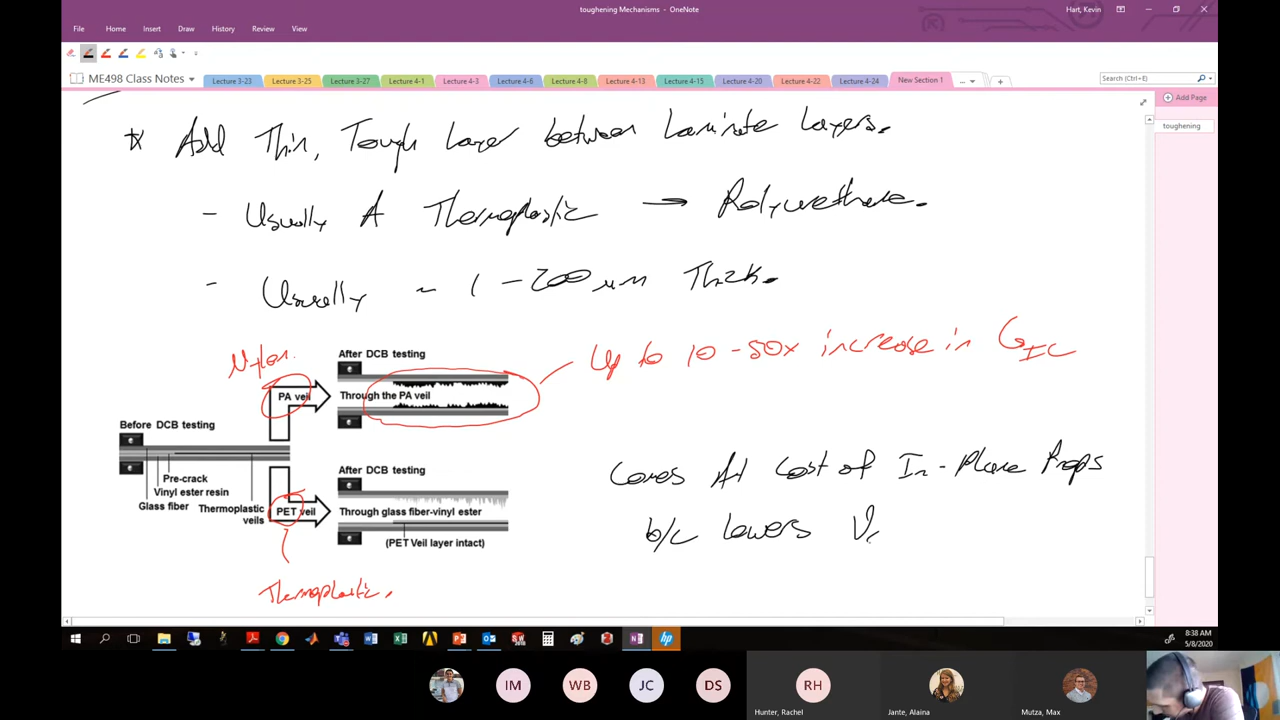 toughening Mechanisms - OneNote
Hart, Kevin
File Home Insert Draw History Review View
ME498 Class Notes
Lecture 3-23 Lecture 3-25 Lecture 3-27 Lecture 4-1 Lecture 4-3 Lecture 4-6 Lecture 4-8 Lecture 4-13 Lecture 4-15 Lecture 4-20 Lecture 4-22 Lecture 4-24 New Section 1
Search (Ctrl+E)
Add Page
toughening
* Add Thin, Tough Layer between Laminate Layers.
- Usually A Thermoplastic → Polyurethane.
- Usually ~ 1-200 μm Thick.
Nylon.
Up to 10-50x increase in GIC
After DCB testing
PA veil
Through the PA veil
Before DCB testing
Pre-crack
Vinyl ester resin
Glass fiber
Thermoplastic
veils
After DCB testing
PET veil
Through glass fiber-vinyl ester
(PET Veil layer intact)
Thermoplastic.
Comes At Cost of In-Plane Props
b/c Lowers V
8:38 AM
5/8/2020
IM WB JC DS RH
Hunter, Rachel
Jante, Alaina
Mutza, Max